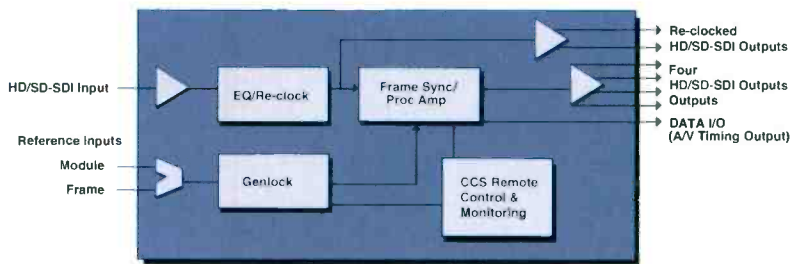 Re-clocked
HD/SD-SDI Outputs
HD/SD-SDI Input
EQ/Re-clock
Frame Sync/
Proc Amp
Four
HD/SD-SDI Outputs
Outputs
DATA I/O
(A/V Timing Output)
Reference Inputs
Module
Frame
Genlock
CCS Remote
Control &
Monitoring